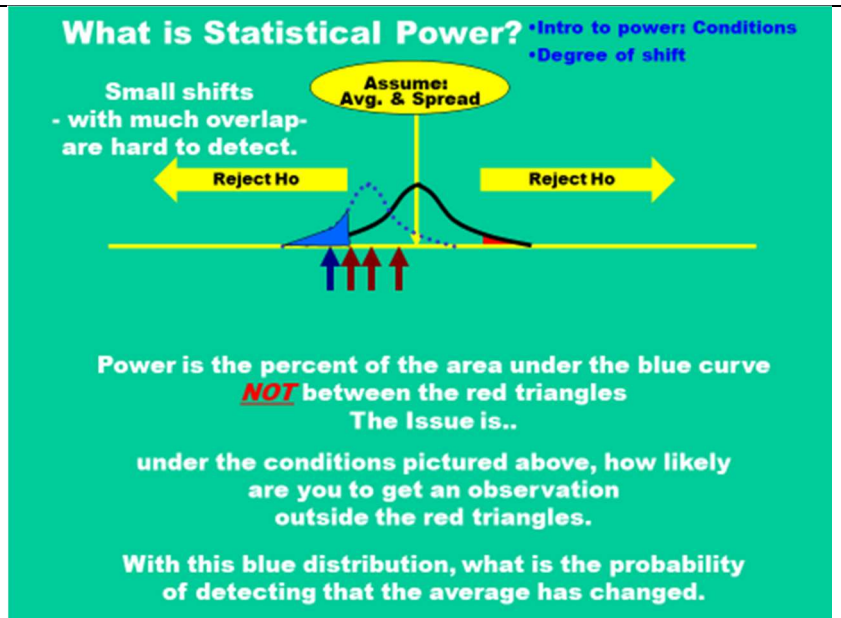 What is Statistical Power?
•Intro to power: Conditions
•Degree of shift
Assume:
Avg. & Spread
Small shifts
- with much overlap-
are hard to detect.
Reject Ho
Reject Ho
Power is the percent of the area under the blue curve
NOT between the red triangles
The Issue is..
under the conditions pictured above, how likely
are you to get an observation
outside the red triangles.
With this blue distribution, what is the probability
of detecting that the average has changed.